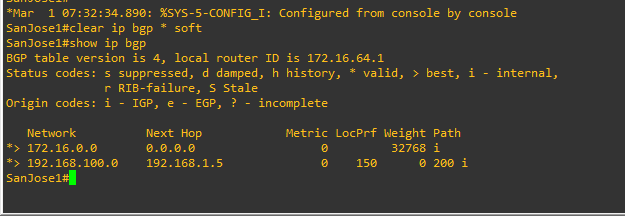 *Mar  1 07:32:34.890: %SYS-5-CONFIG_I: Configured from console by console
SanJose1#clear ip bgp * soft
SanJose1#show ip bgp
BGP table version is 4, local router ID is 172.16.64.1
Status codes: s suppressed, d damped, h history, * valid, > best, i - internal,
              r RIB-failure, S Stale
Origin codes: i - IGP, e - EGP, ? - incomplete
   Network          Next Hop            Metric LocPrf Weight Path
*> 172.16.0.0       0.0.0.0                  0         32768 i
*> 192.168.100.0    192.168.1.5              0    150      0 200 i
SanJose1#